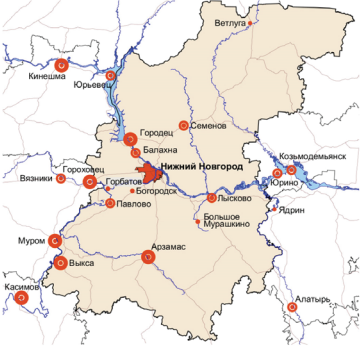 Ветлуга
Кинешма
Юрьевец
Городец
Семенов
Балахна
Нижний Новгород
Козьмодемьянск
Гороховец
Вязники
Горбатов
Юрино
Богородск
Павлово
Лысково
Ядрин
Большое
Мурашкино
Муром
Арзамас
Выкса
Касимов
Алатырь